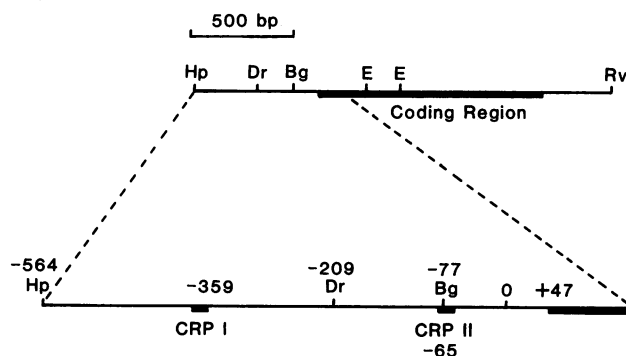 500 bp
Hp Dr Bg E E Rv
Coding Region
-564 -359 -209 -77 0 +47
Hp Dr Bg
CRP I CRP II
-65